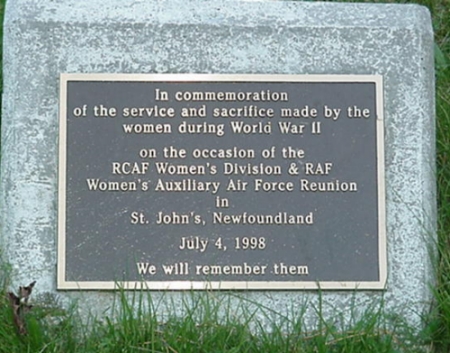 In commemoration
of the service and sacrifice made by the
women during World War II
on the occasion of the
RCAF Women's Division & RAF
Women's Auxiliary Air Force Reunion
in
St. John's, Newfoundland
July 4, 1998
We will remember them